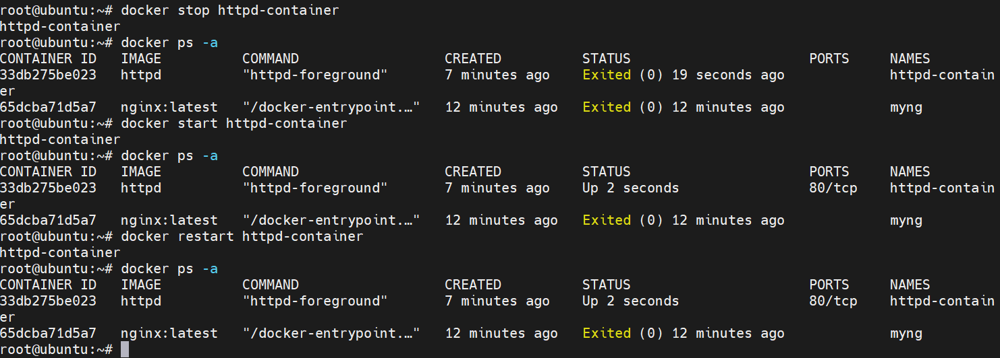 root@ubuntu:~# docker stop httpd-container
httpd-container
root@ubuntu:~# docker ps -a
CONTAINER ID   IMAGE          COMMAND                  CREATED          STATUS                      PORTS     NAMES
33db275be023   httpd          "httpd-foreground"       7 minutes ago    Exited (0) 19 seconds ago             httpd-contain
er
65dcba71d5a7   nginx:latest   "/docker-entrypoint.…"   12 minutes ago   Exited (0) 12 minutes ago             myng
root@ubuntu:~# docker start httpd-container
httpd-container
root@ubuntu:~# docker ps -a
CONTAINER ID   IMAGE          COMMAND                  CREATED          STATUS                      PORTS     NAMES
33db275be023   httpd          "httpd-foreground"       7 minutes ago    Up 2 seconds                80/tcp    httpd-contain
er
65dcba71d5a7   nginx:latest   "/docker-entrypoint.…"   12 minutes ago   Exited (0) 12 minutes ago             myng
root@ubuntu:~# docker restart httpd-container
httpd-container
root@ubuntu:~# docker ps -a
CONTAINER ID   IMAGE          COMMAND                  CREATED          STATUS                      PORTS     NAMES
33db275be023   httpd          "httpd-foreground"       7 minutes ago    Up 2 seconds                80/tcp    httpd-contain
er
65dcba71d5a7   nginx:latest   "/docker-entrypoint.…"   12 minutes ago   Exited (0) 12 minutes ago             myng
root@ubuntu:~#